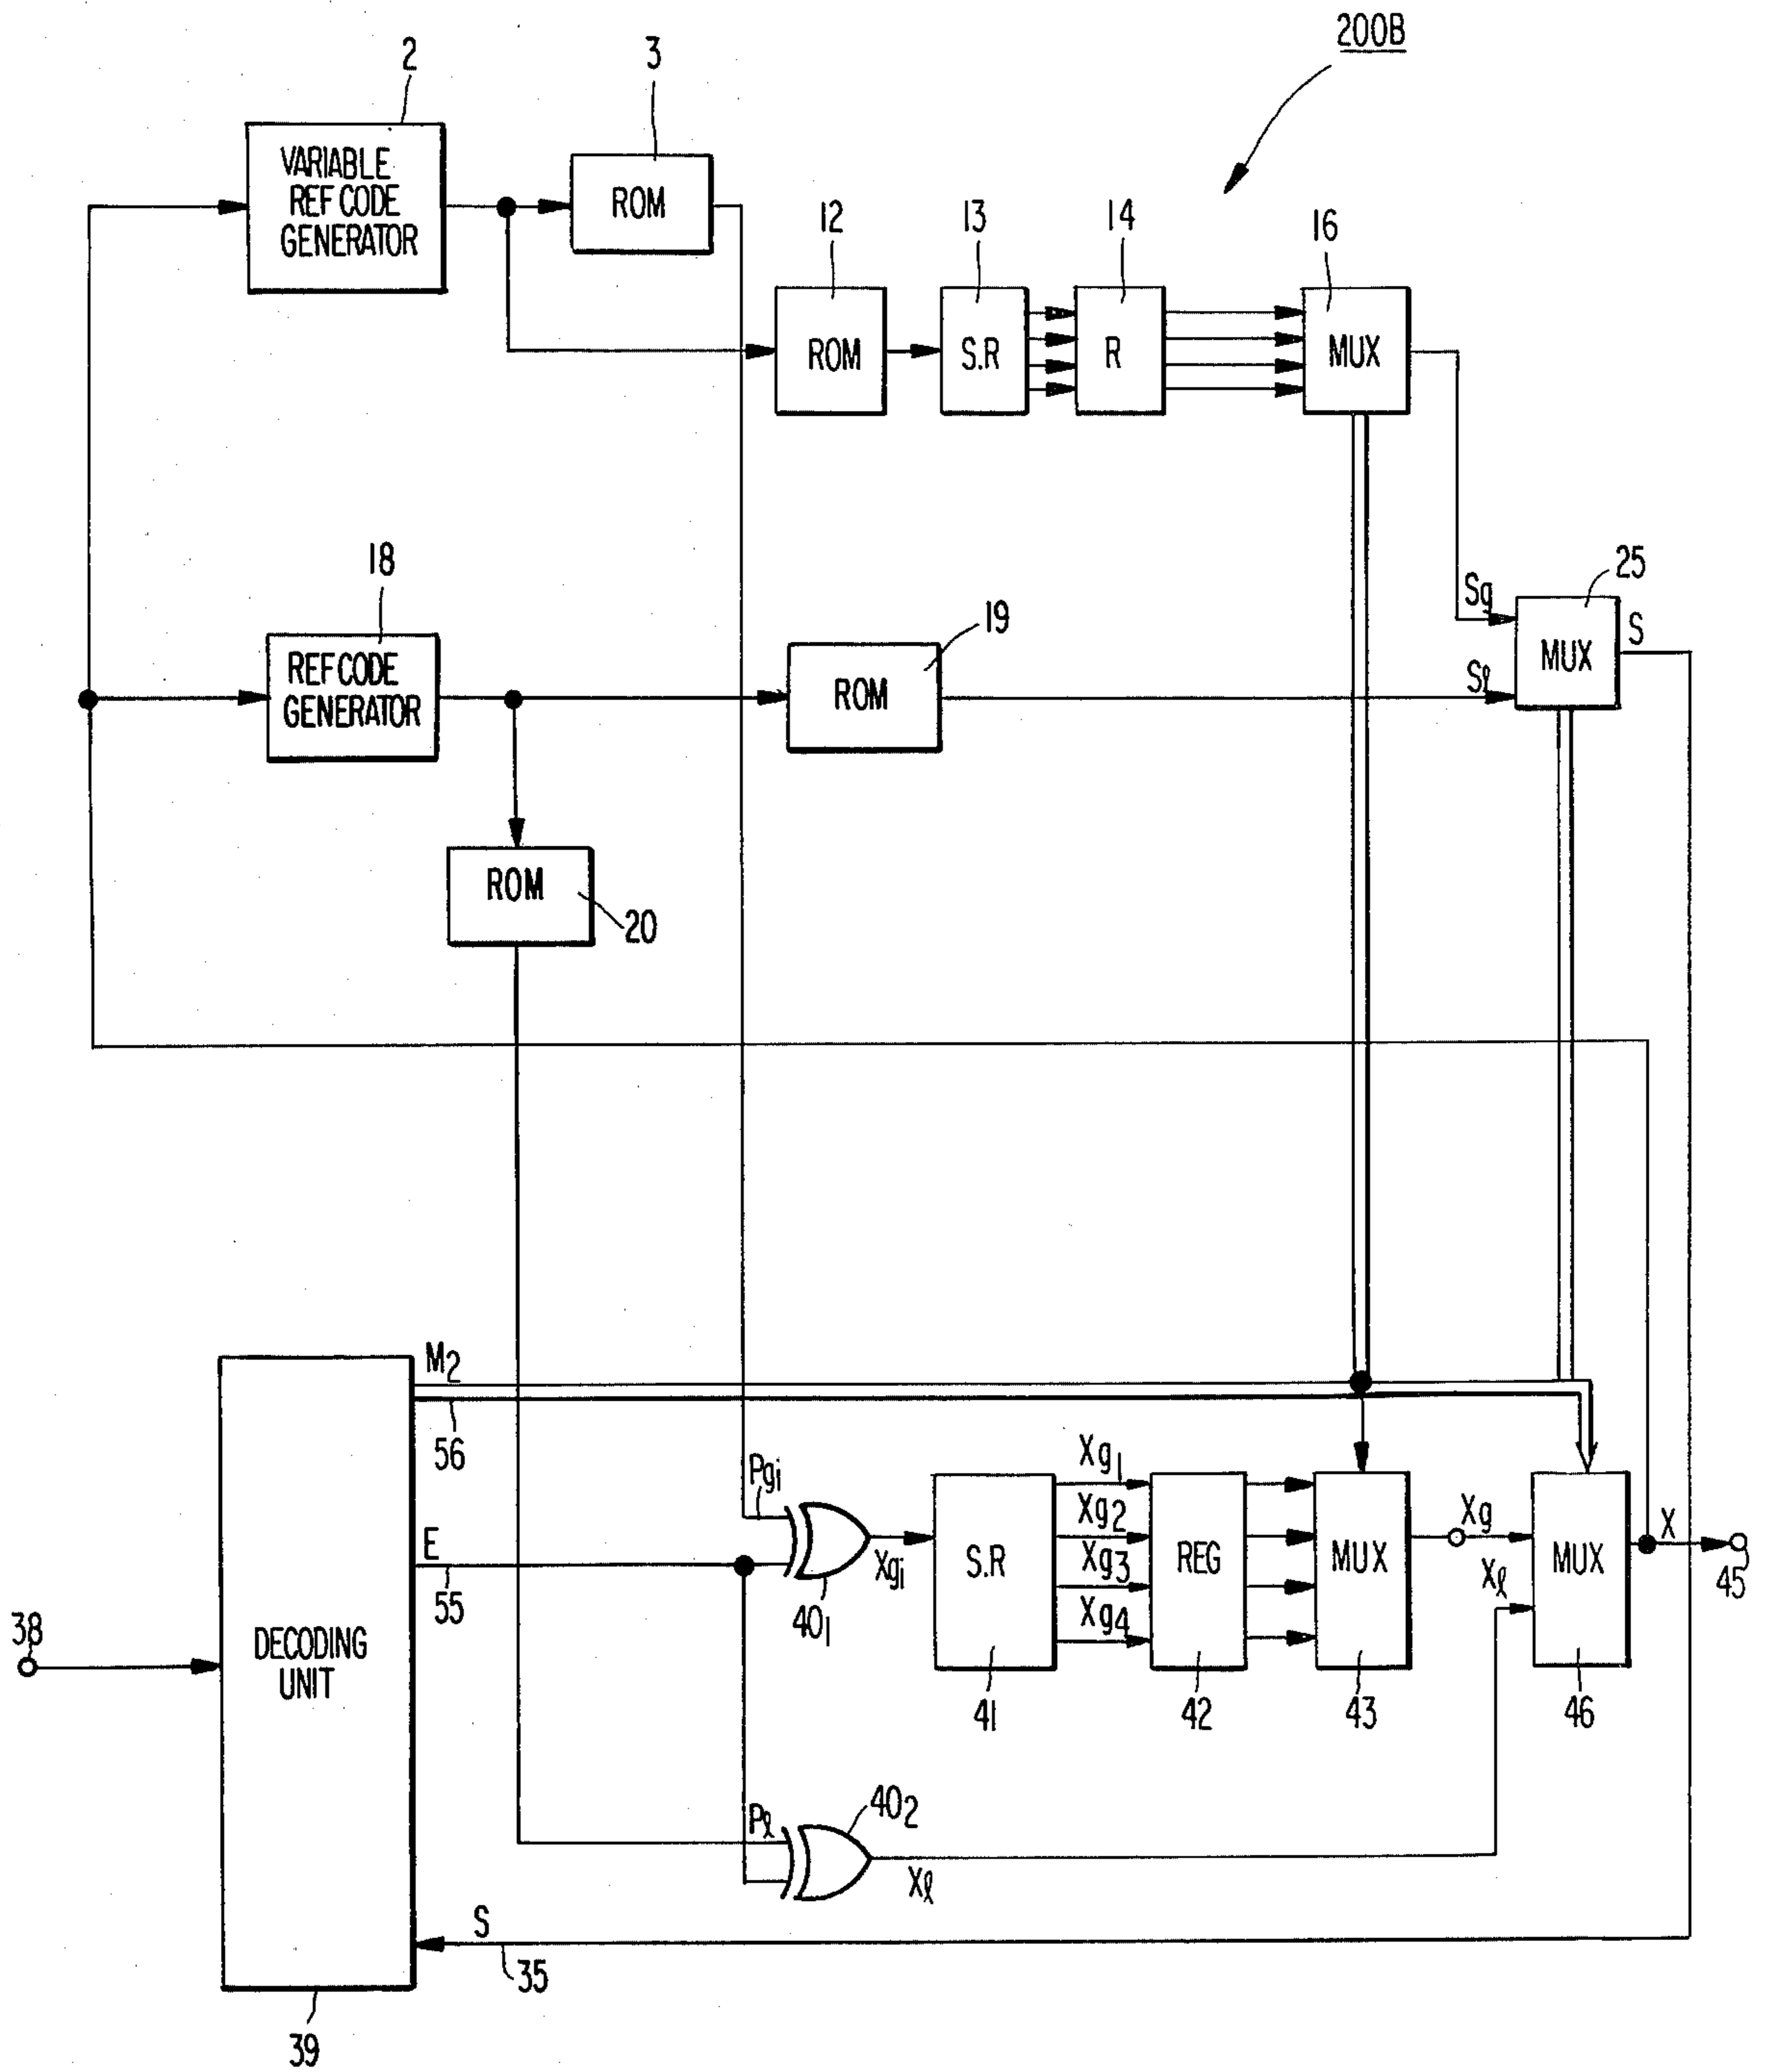 200B
2
3
VARIABLE
REF CODE
GENERATOR
ROM
12
13
14
16
ROM
S.R
R
MUX
18
19
25
REF CODE
GENERATOR
ROM
Sg
Sℓ
MUX
S
ROM
20
M2
56
E
55
Pgi
Xgi
401
S.R
41
Xg1
Xg2
Xg3
Xg4
REG
42
MUX
43
Xg
Xℓ
MUX
46
X
45
38
DECODING
UNIT
39
Pℓ
402
Xℓ
S
35